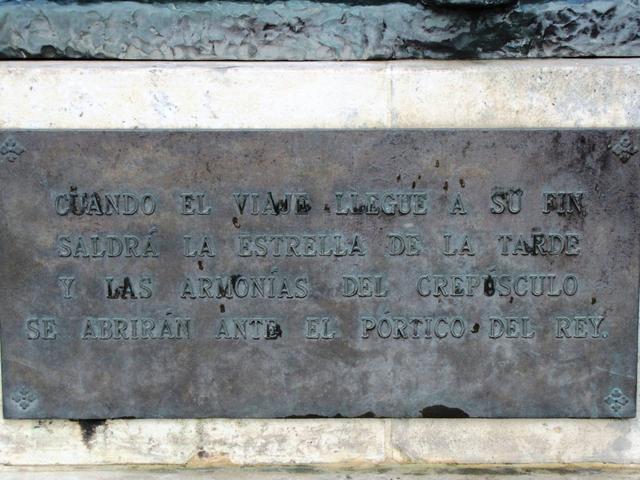 CUANDO EL VIAJE LLEGUE A SU FIN
SALDRÁ LA ESTRELLA DE LA TARDE
Y LAS ARMONÍAS DEL CREPÚSCULO
SE ABRIRÁN ANTE EL PÓRTICO DEL REY.